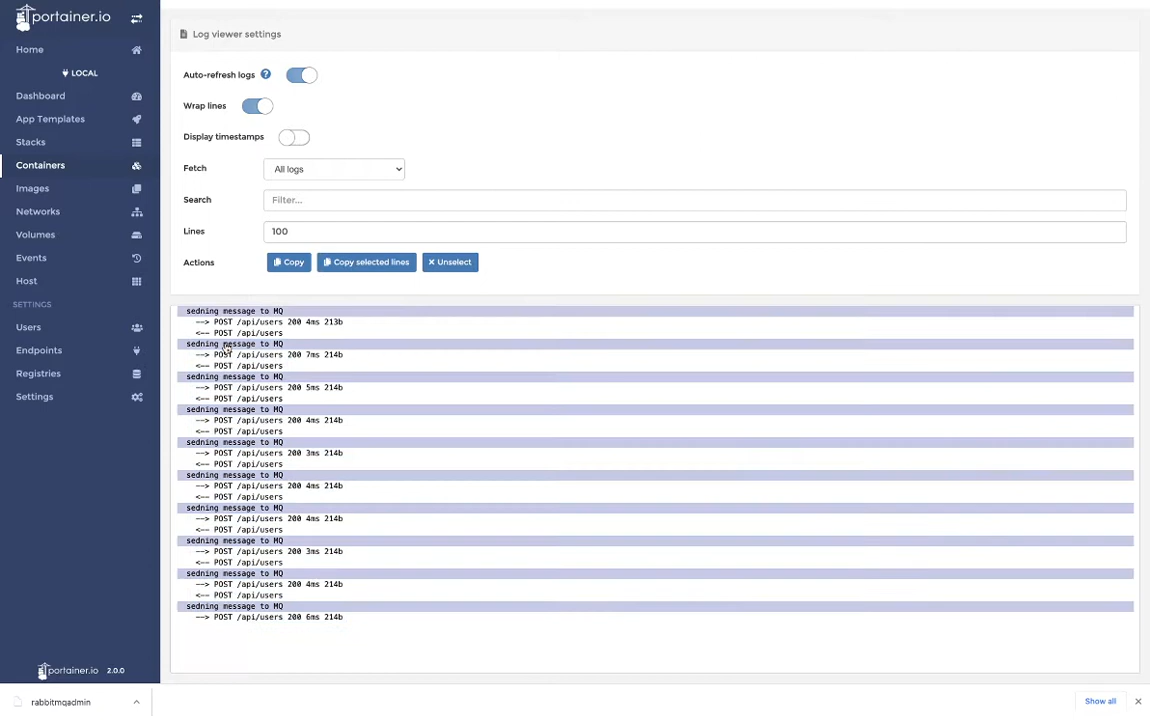 portainer.io
Home
LOCAL
Dashboard
App Templates
Stacks
Containers
Images
Networks
Volumes
Events
Host
SETTINGS
Users
Endpoints
Registries
Settings
portainer.io 2.0.0
Log viewer settings
Auto-refresh logs ?
Wrap lines
Display timestamps
Fetch All logs
Search Filter...
Lines 100
Actions Copy Copy selected lines Unselect
sedning message to MQ
--> POST /api/users 200 4ms 213b
<-- POST /api/users
sedning message to MQ
--> POST /api/users 200 7ms 214b
<-- POST /api/users
sedning message to MQ
--> POST /api/users 200 5ms 214b
<-- POST /api/users
sedning message to MQ
--> POST /api/users 200 4ms 214b
<-- POST /api/users
sedning message to MQ
--> POST /api/users 200 3ms 214b
<-- POST /api/users
sedning message to MQ
--> POST /api/users 200 4ms 214b
<-- POST /api/users
sedning message to MQ
--> POST /api/users 200 4ms 214b
<-- POST /api/users
sedning message to MQ
--> POST /api/users 200 3ms 214b
<-- POST /api/users
sedning message to MQ
--> POST /api/users 200 4ms 214b
<-- POST /api/users
sedning message to MQ
--> POST /api/users 200 6ms 214b
rabbitmqadmin
Show all